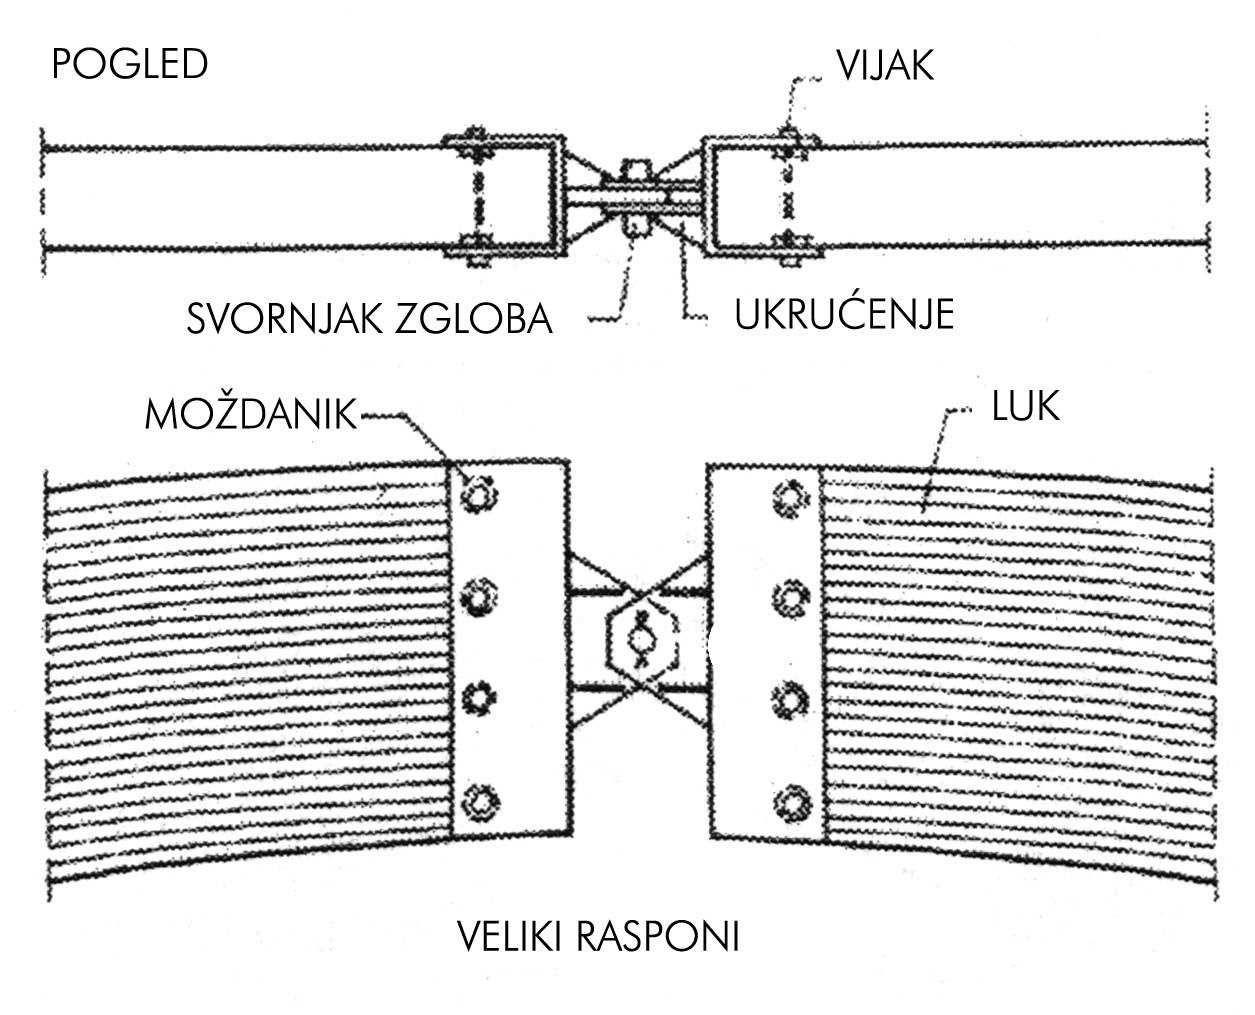 POGLED
VIJAK
SVORNJAK ZGLOBA
UKRUĆENJE
MOŽDANIK
LUK
VELIKI RASPONI